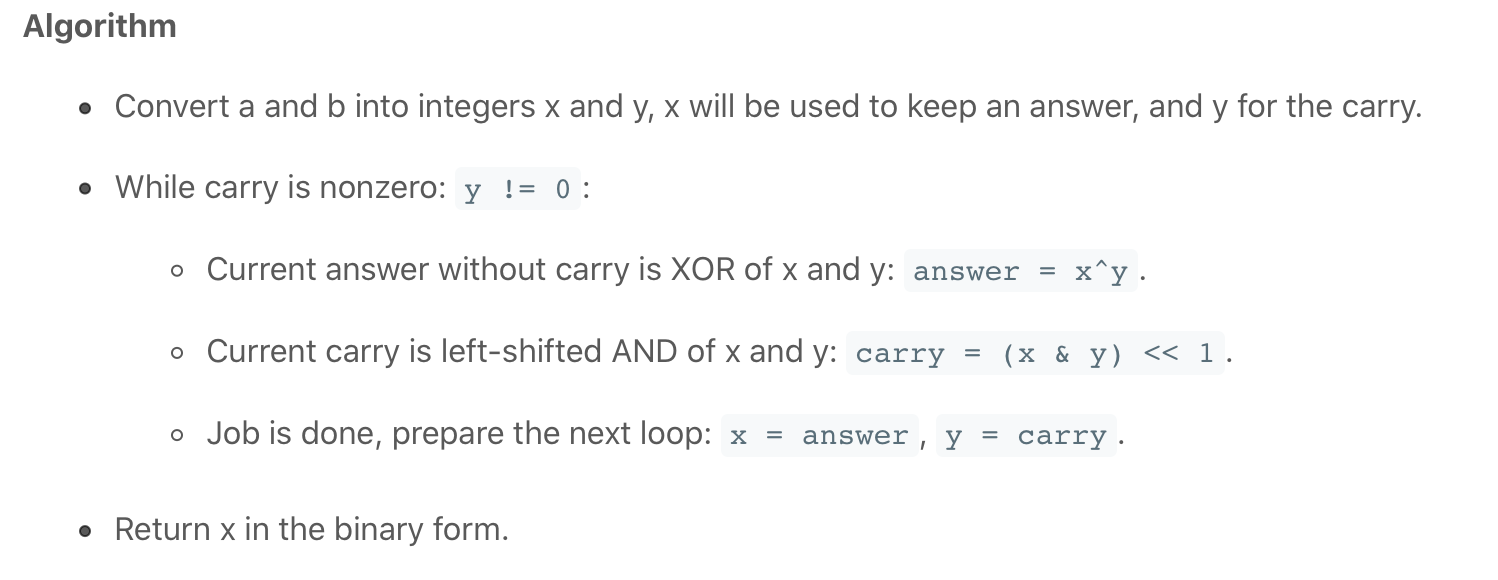 Algorithm
Convert a and b into integers x and y, x will be used to keep an answer, and y for the carry.
While carry is nonzero: y != 0 :
Current answer without carry is XOR of x and y: answer = x^y .
Current carry is left-shifted AND of x and y: carry = (x & y) << 1 .
Job is done, prepare the next loop: x = answer , y = carry .
Return x in the binary form.